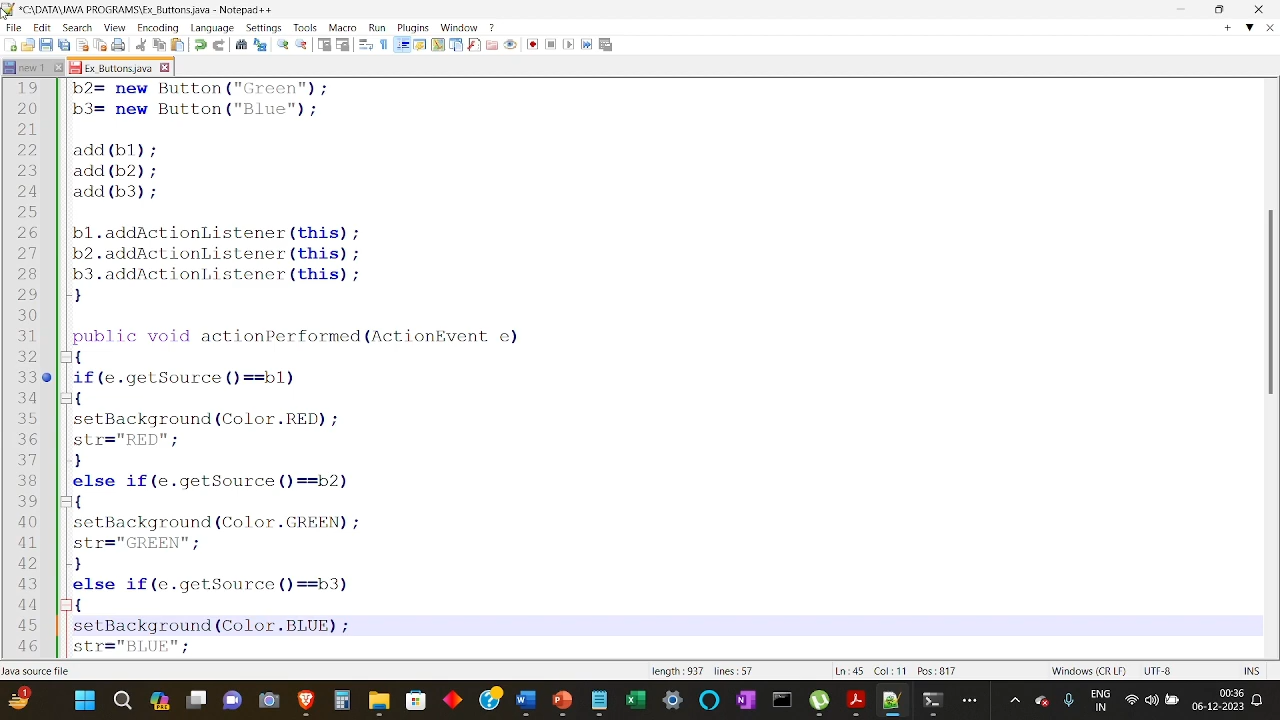 *C:\DATA\JAVA PROGRAMS\Ex_Buttons.java - Notepad++
File Edit Search View Encoding Language Settings Tools Macro Run Plugins Window ?
new 1 Ex_Buttons.java
19 b2= new Button("Green");
20 b3= new Button("Blue");
21
22 add(b1);
23 add(b2);
24 add(b3);
25
26 b1.addActionListener(this);
27 b2.addActionListener(this);
28 b3.addActionListener(this);
29 }
30
31 public void actionPerformed(ActionEvent e)
32 {
33 if(e.getSource()==b1)
34 {
35 setBackground(Color.RED);
36 str="RED";
37 }
38 else if(e.getSource()==b2)
39 {
40 setBackground(Color.GREEN);
41 str="GREEN";
42 }
43 else if(e.getSource()==b3)
44 {
45 setBackground(Color.BLUE);
46 str="BLUE";
Java source file length : 937 lines : 57 Ln : 45 Col : 11 Pos : 817 Windows (CR LF) UTF-8 INS
ENG
IN
00:36
06-12-2023